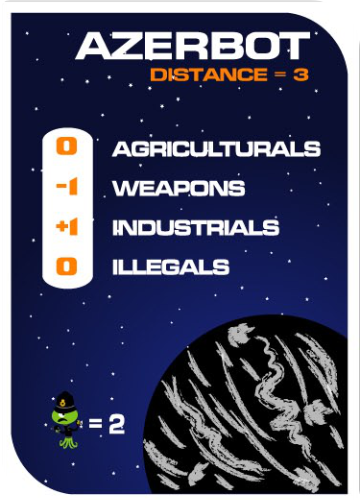 AZERBOT
DISTANCE = 3
0 AGRICULTURALS
-1 WEAPONS
+1 INDUSTRIALS
0 ILLEGALS
= 2